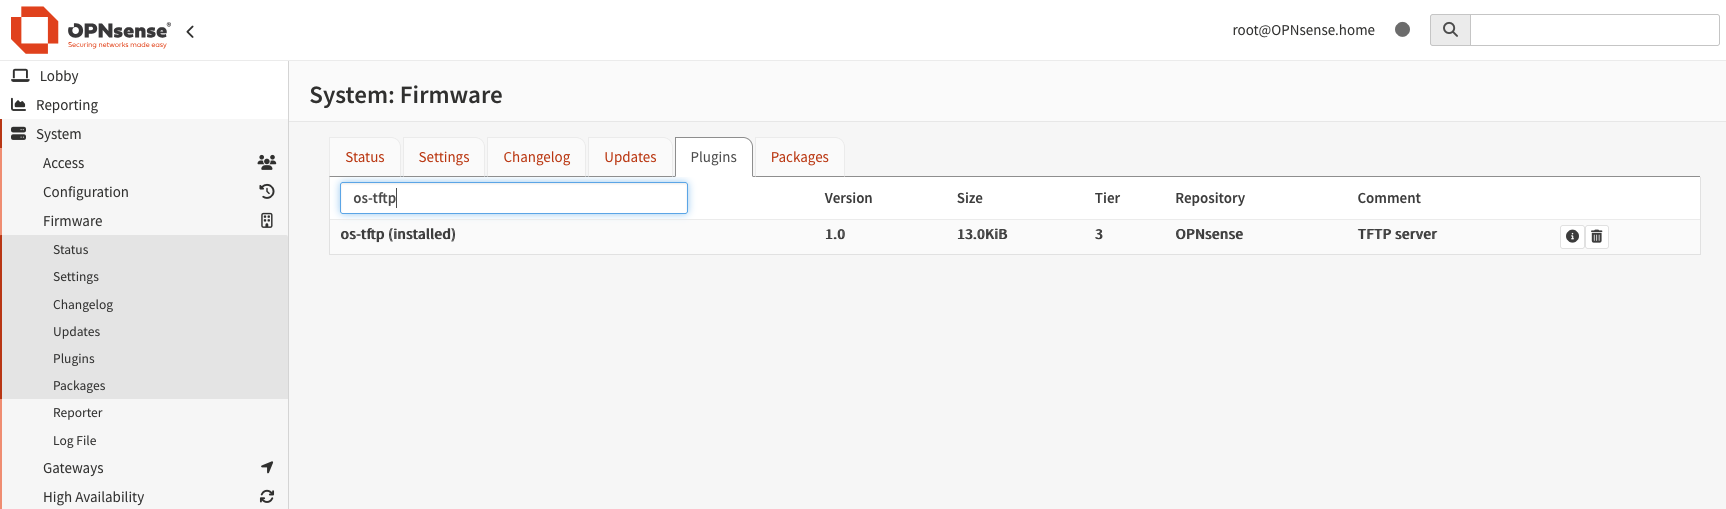 OPNsense®
Securing networks made easy
root@OPNsense.home
Lobby
Reporting
System
Access
Configuration
Firmware
Status
Settings
Changelog
Updates
Plugins
Packages
Reporter
Log File
Gateways
High Availability
System: Firmware
Status Settings Changelog Updates Plugins Packages
os-tftp Version Size Tier Repository Comment
os-tftp (installed) 1.0 13.0KiB 3 OPNsense TFTP server